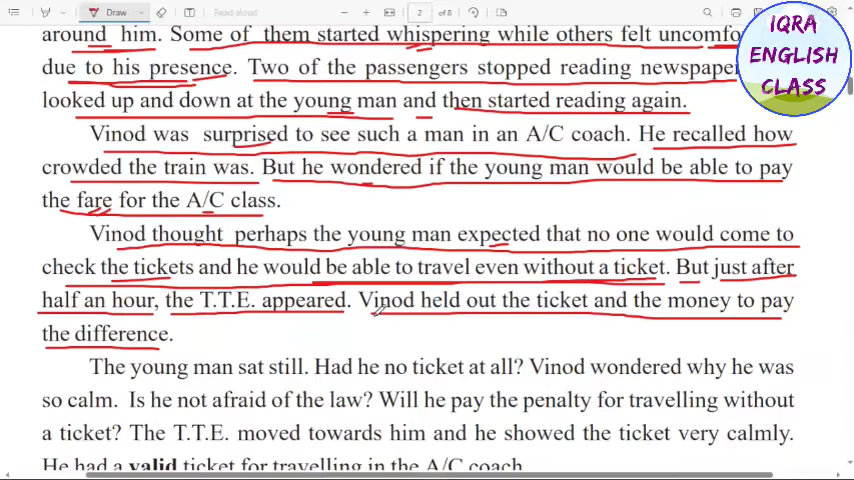 Draw
Read aloud
2 of 8
IQRA
ENGLISH
CLASS
around him. Some of them started whispering while others felt
due to his presence. Two of the passengers stopped reading
looked up and down at the young man and then started reading again.
Vinod was surprised to see such a man in an A/C coach. He recalled how
crowded the train was. But he wondered if the young man would be able to pay
the fare for the A/C class.
Vinod thought perhaps the young man expected that no one would come to
check the tickets and he would be able to travel even without a ticket. But just after
half an hour, the T.T.E. appeared. Vinod held out the ticket and the money to pay
the difference.
The young man sat still. Had he no ticket at all? Vinod wondered why he was
so calm. Is he not afraid of the law? Will he pay the penalty for travelling without
a ticket? The T.T.E. moved towards him and he showed the ticket very calmly.
He had a valid ticket for travelling in the A/C coach